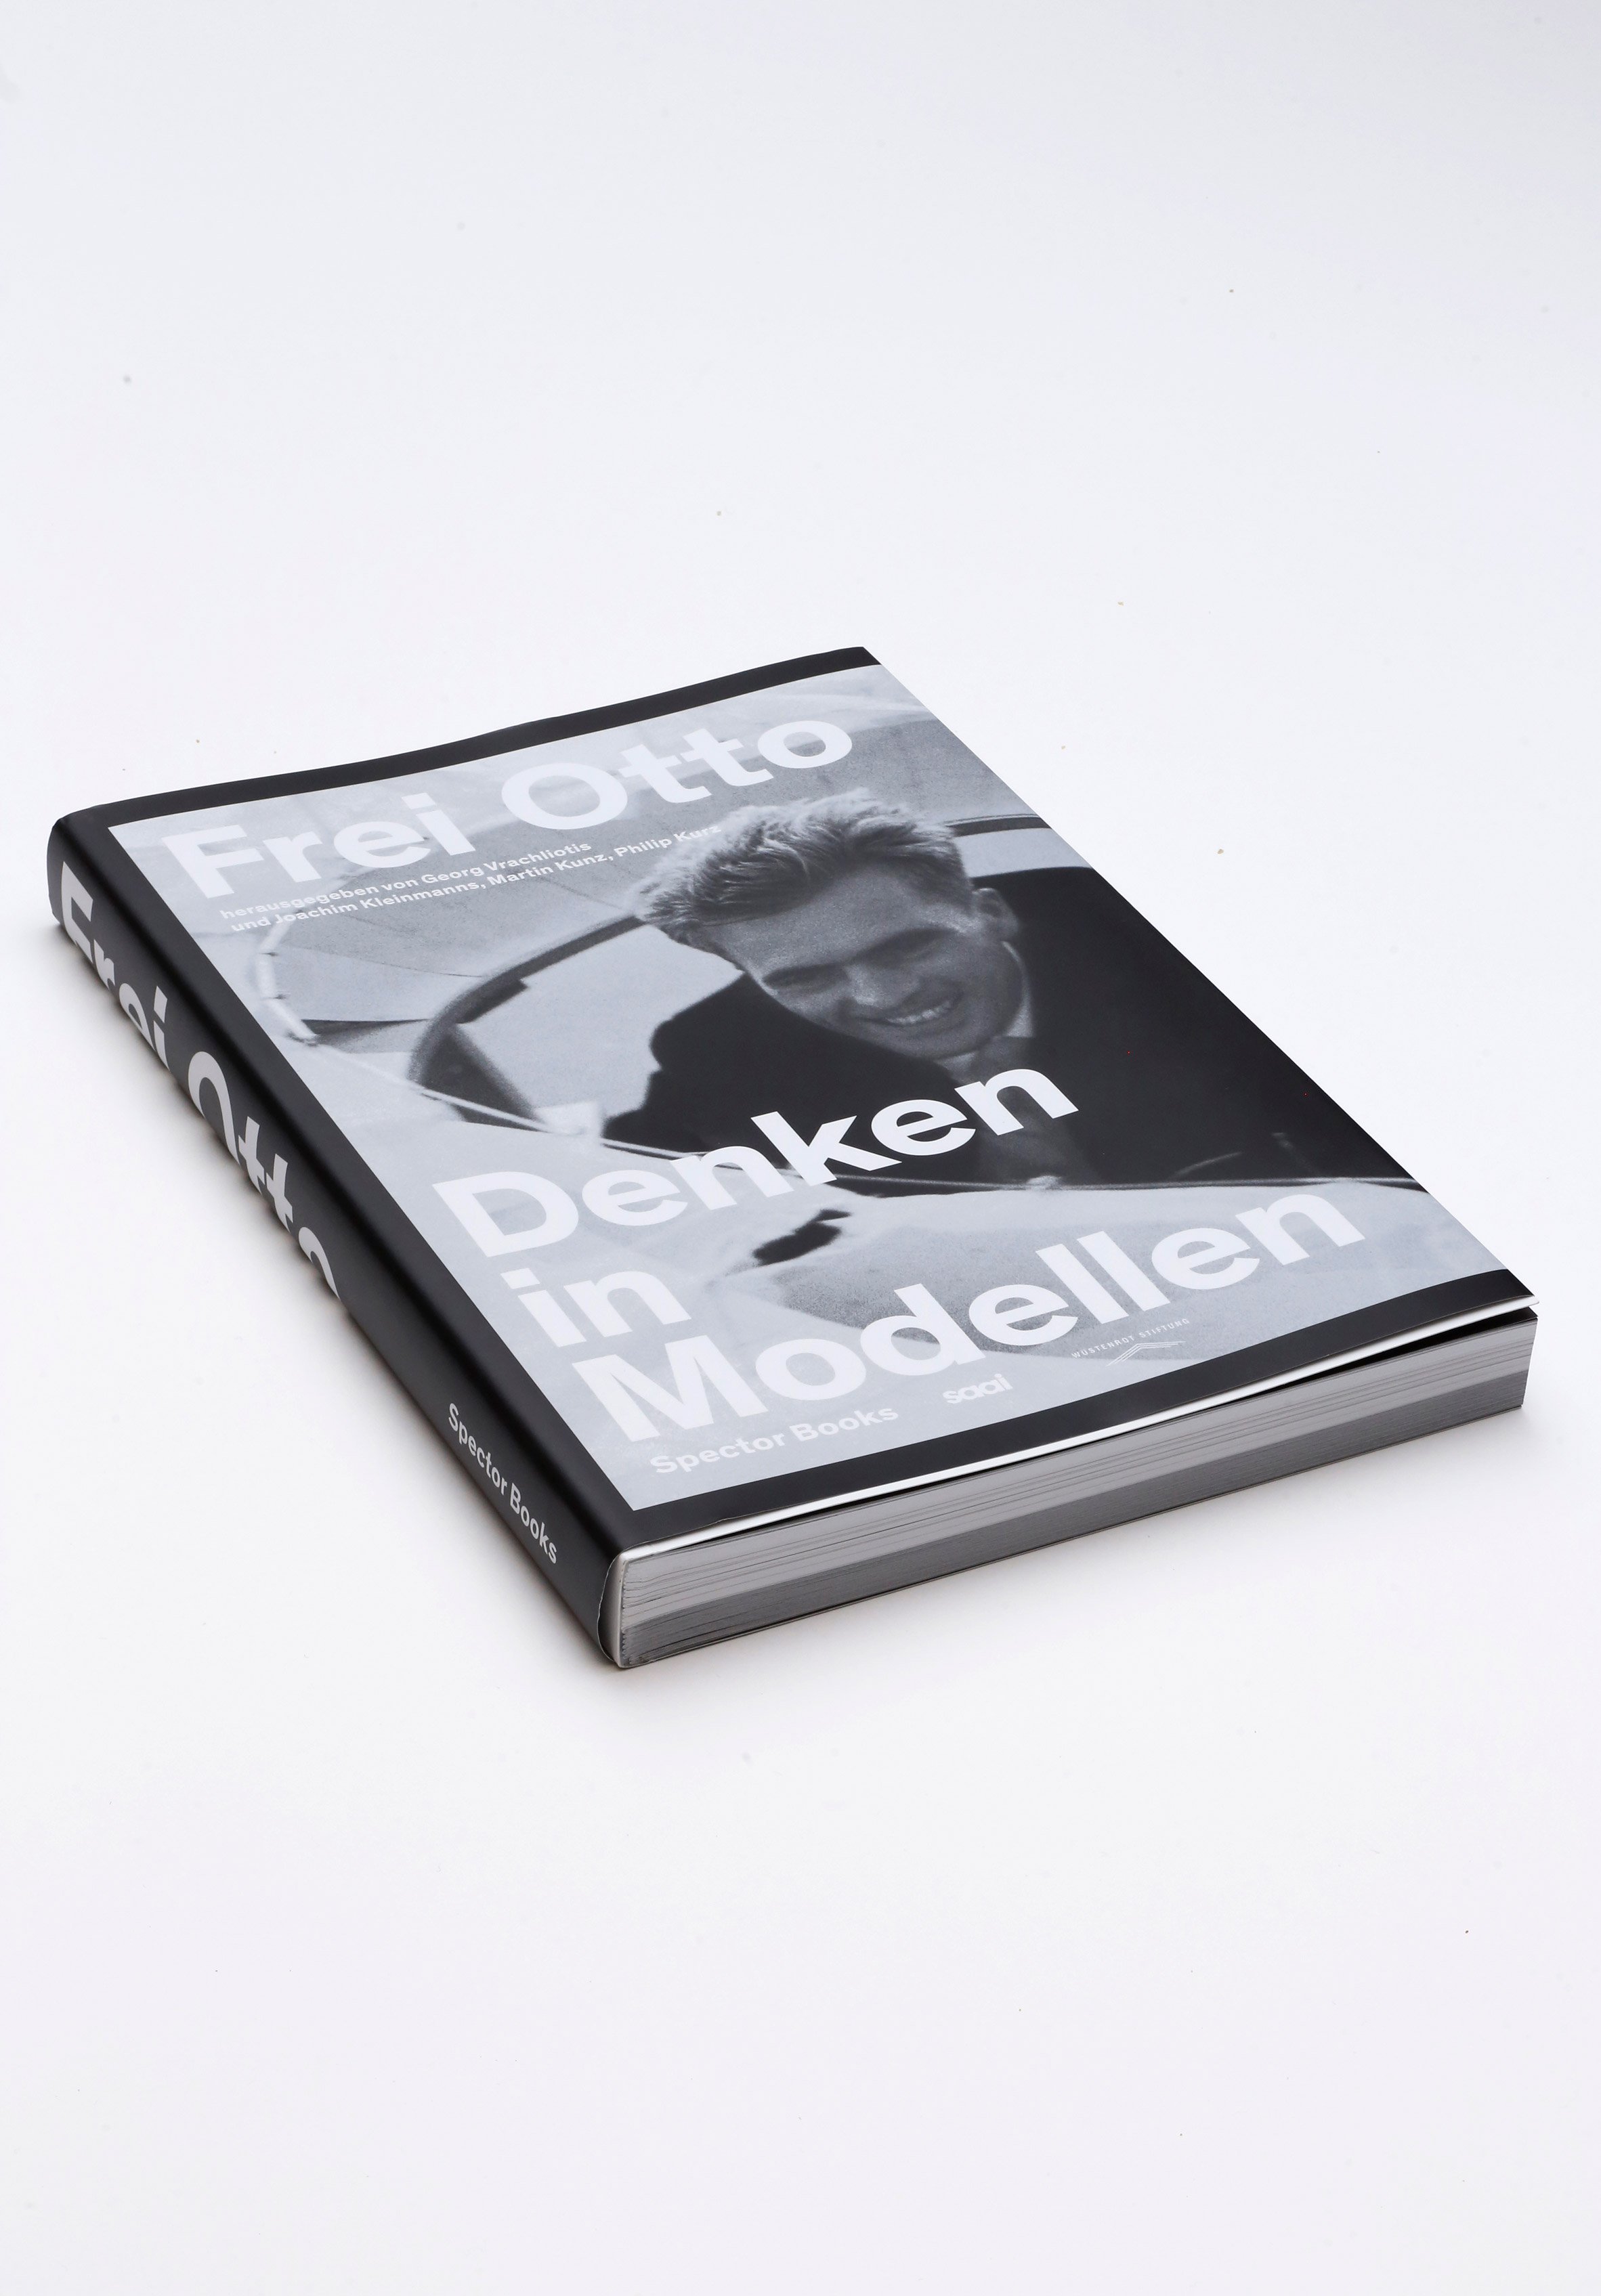 Frei Otto
herausgegeben von Georg Vrachliotis
und Joachim Kleinmanns, Martin Kunz, Philip Kurz
Denken
in
Modellen
Spector Books
saai
WÜSTENROT STIFTUNG
Frei Otto
Spector Books